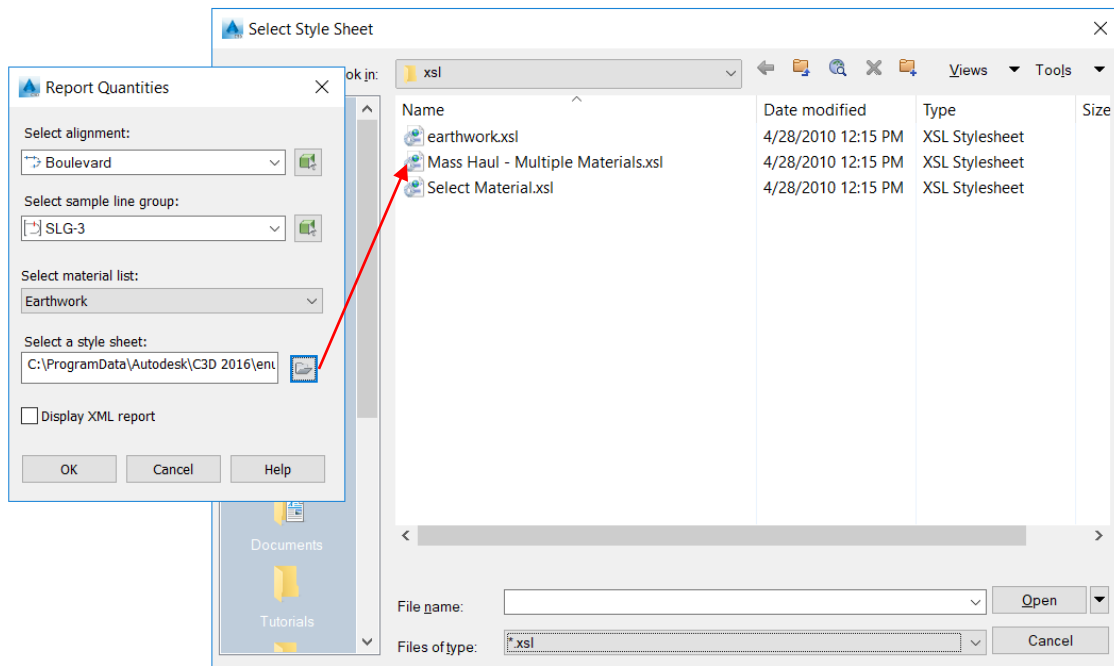 Select Style Sheet
ok in:
xsl
Views
Tools
Report Quantities
Select alignment:
Boulevard
Select sample line group:
SLG-3
Select material list:
Earthwork
Select a style sheet:
C:\ProgramData\Autodesk\C3D 2016\enu
Display XML report
OK Cancel Help
Name Date modified Type Size
earthwork.xsl 4/28/2010 12:15 PM XSL Stylesheet
Mass Haul - Multiple Materials.xsl 4/28/2010 12:15 PM XSL Stylesheet
Select Material.xsl 4/28/2010 12:15 PM XSL Stylesheet
Documents
Tutorials
File name:
Open
Files of type: *.xsl
Cancel